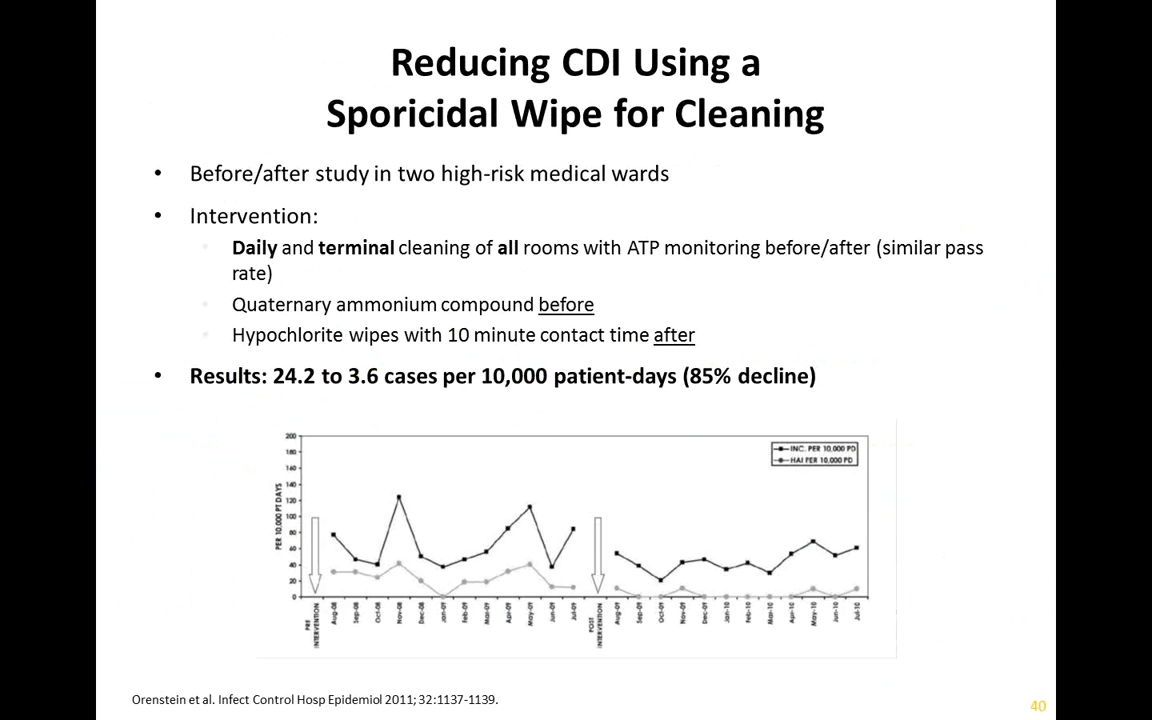 Reducing CDI Using a
Sporicidal Wipe for Cleaning
• Before/after study in two high-risk medical wards
• Intervention:
• Daily and terminal cleaning of all rooms with ATP monitoring before/after (similar pass
rate)
• Quaternary ammonium compound before
• Hypochlorite wipes with 10 minute contact time after
• Results: 24.2 to 3.6 cases per 10,000 patient-days (85% decline)
PER 10,000 PT DAYS
200
180
160
140
120
100
80
60
40
20
0
INC. PER 10,000 PD
HAI PER 10,000 PD
PRE
INTERVENTION
Aug-08
Sep-08
Oct-08
Nov-08
Dec-08
Jan-09
Feb-09
Mar-09
Apr-09
May-09
Jun-09
Jul-09
POST
INTERVENTION
Aug-09
Sep-09
Oct-09
Nov-09
Dec-09
Jan-10
Feb-10
Mar-10
Apr-10
May-10
Jun-10
Jul-10
Orenstein et al. Infect Control Hosp Epidemiol 2011; 32:1137-1139.
40